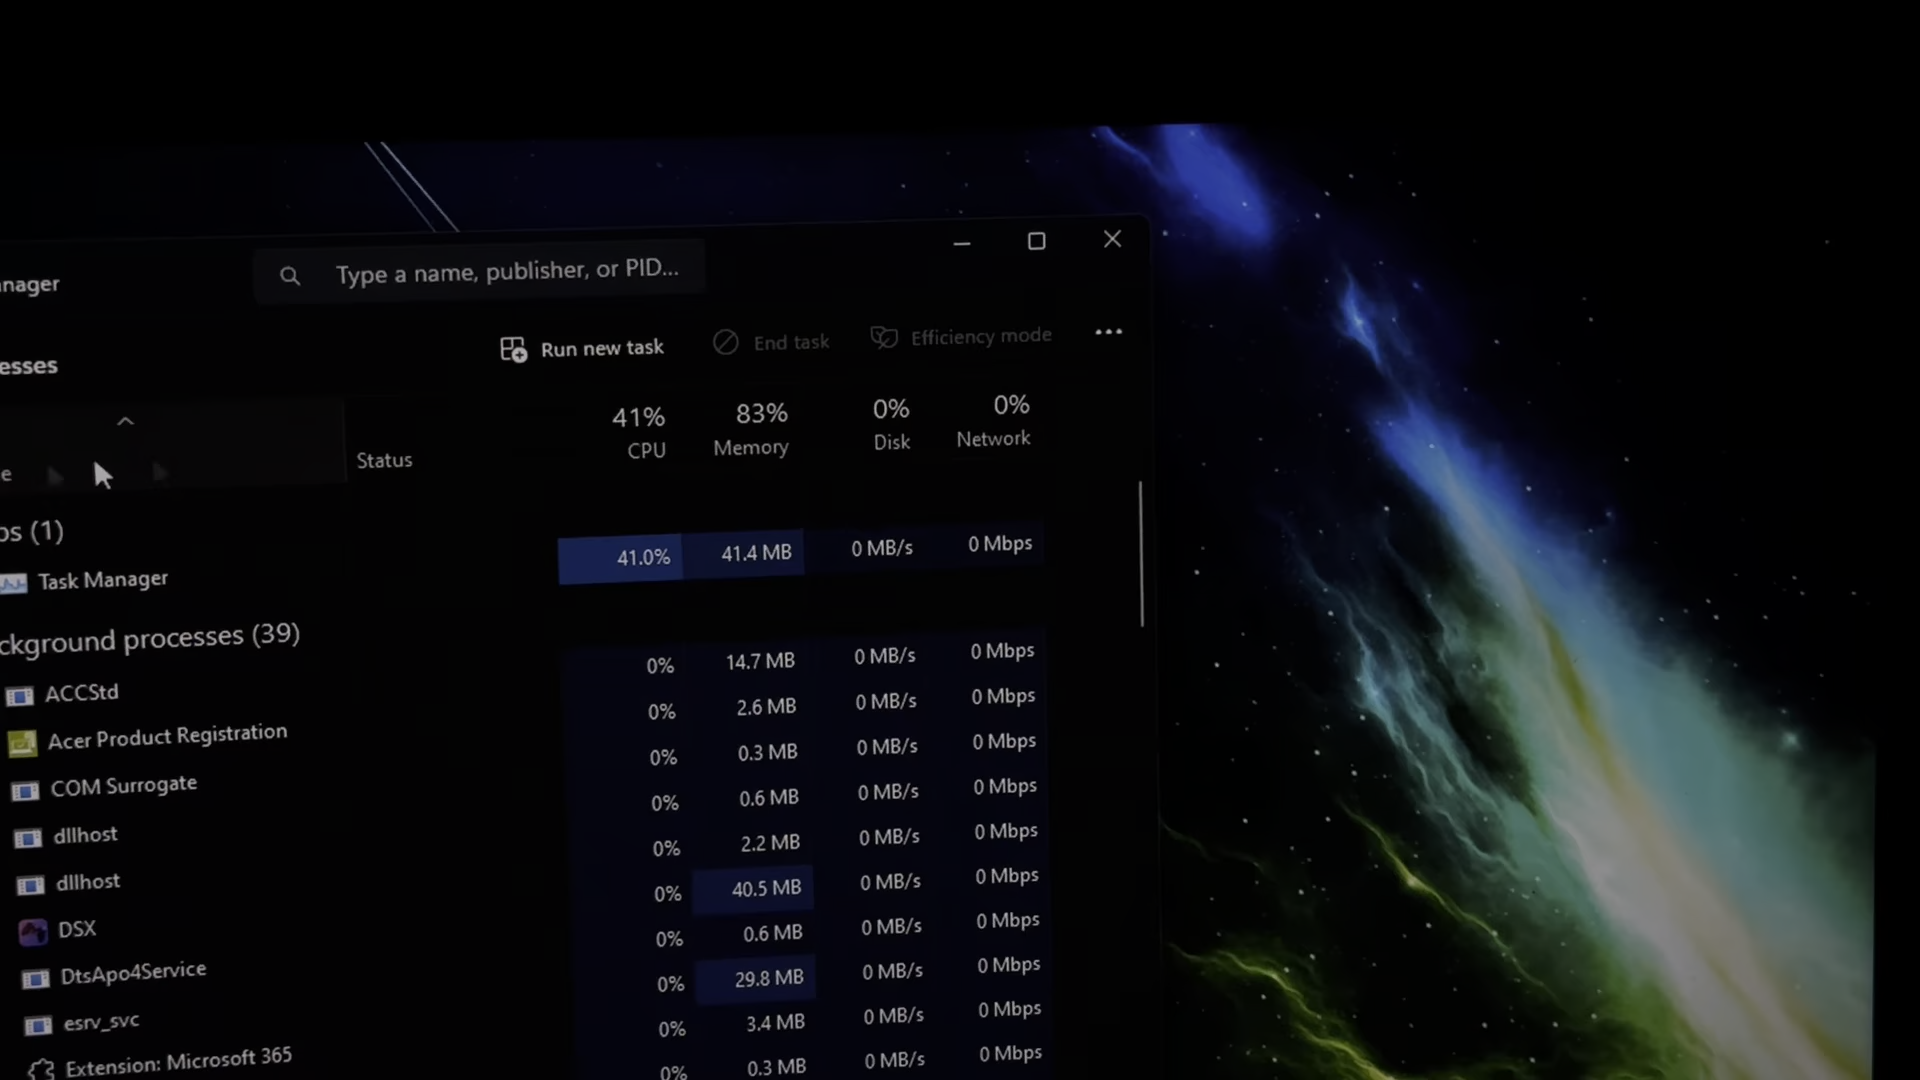 nager
Type a name, publisher, or PID...
esses
Run new task
End task
Efficiency mode
41%
83%
0%
0%
e
Status
CPU
Memory
Disk
Network
ps (1)
Task Manager
41.0%
41.4 MB
0 MB/s
0 Mbps
ckground processes (39)
ACCStd
0%
14.7 MB
0 MB/s
0 Mbps
Acer Product Registration
0%
2.6 MB
0 MB/s
0 Mbps
COM Surrogate
0%
0.3 MB
0 MB/s
0 Mbps
dllhost
0%
0.6 MB
0 MB/s
0 Mbps
dllhost
0%
2.2 MB
0 MB/s
0 Mbps
DSX
0%
40.5 MB
0 MB/s
0 Mbps
DtsApo4Service
0%
0.6 MB
0 MB/s
0 Mbps
esrv_svc
0%
29.8 MB
0 MB/s
0 Mbps
Extension: Microsoft 365
0%
3.4 MB
0 MB/s
0 Mbps
0%
0.3 MB
0 MB/s
0 Mbps